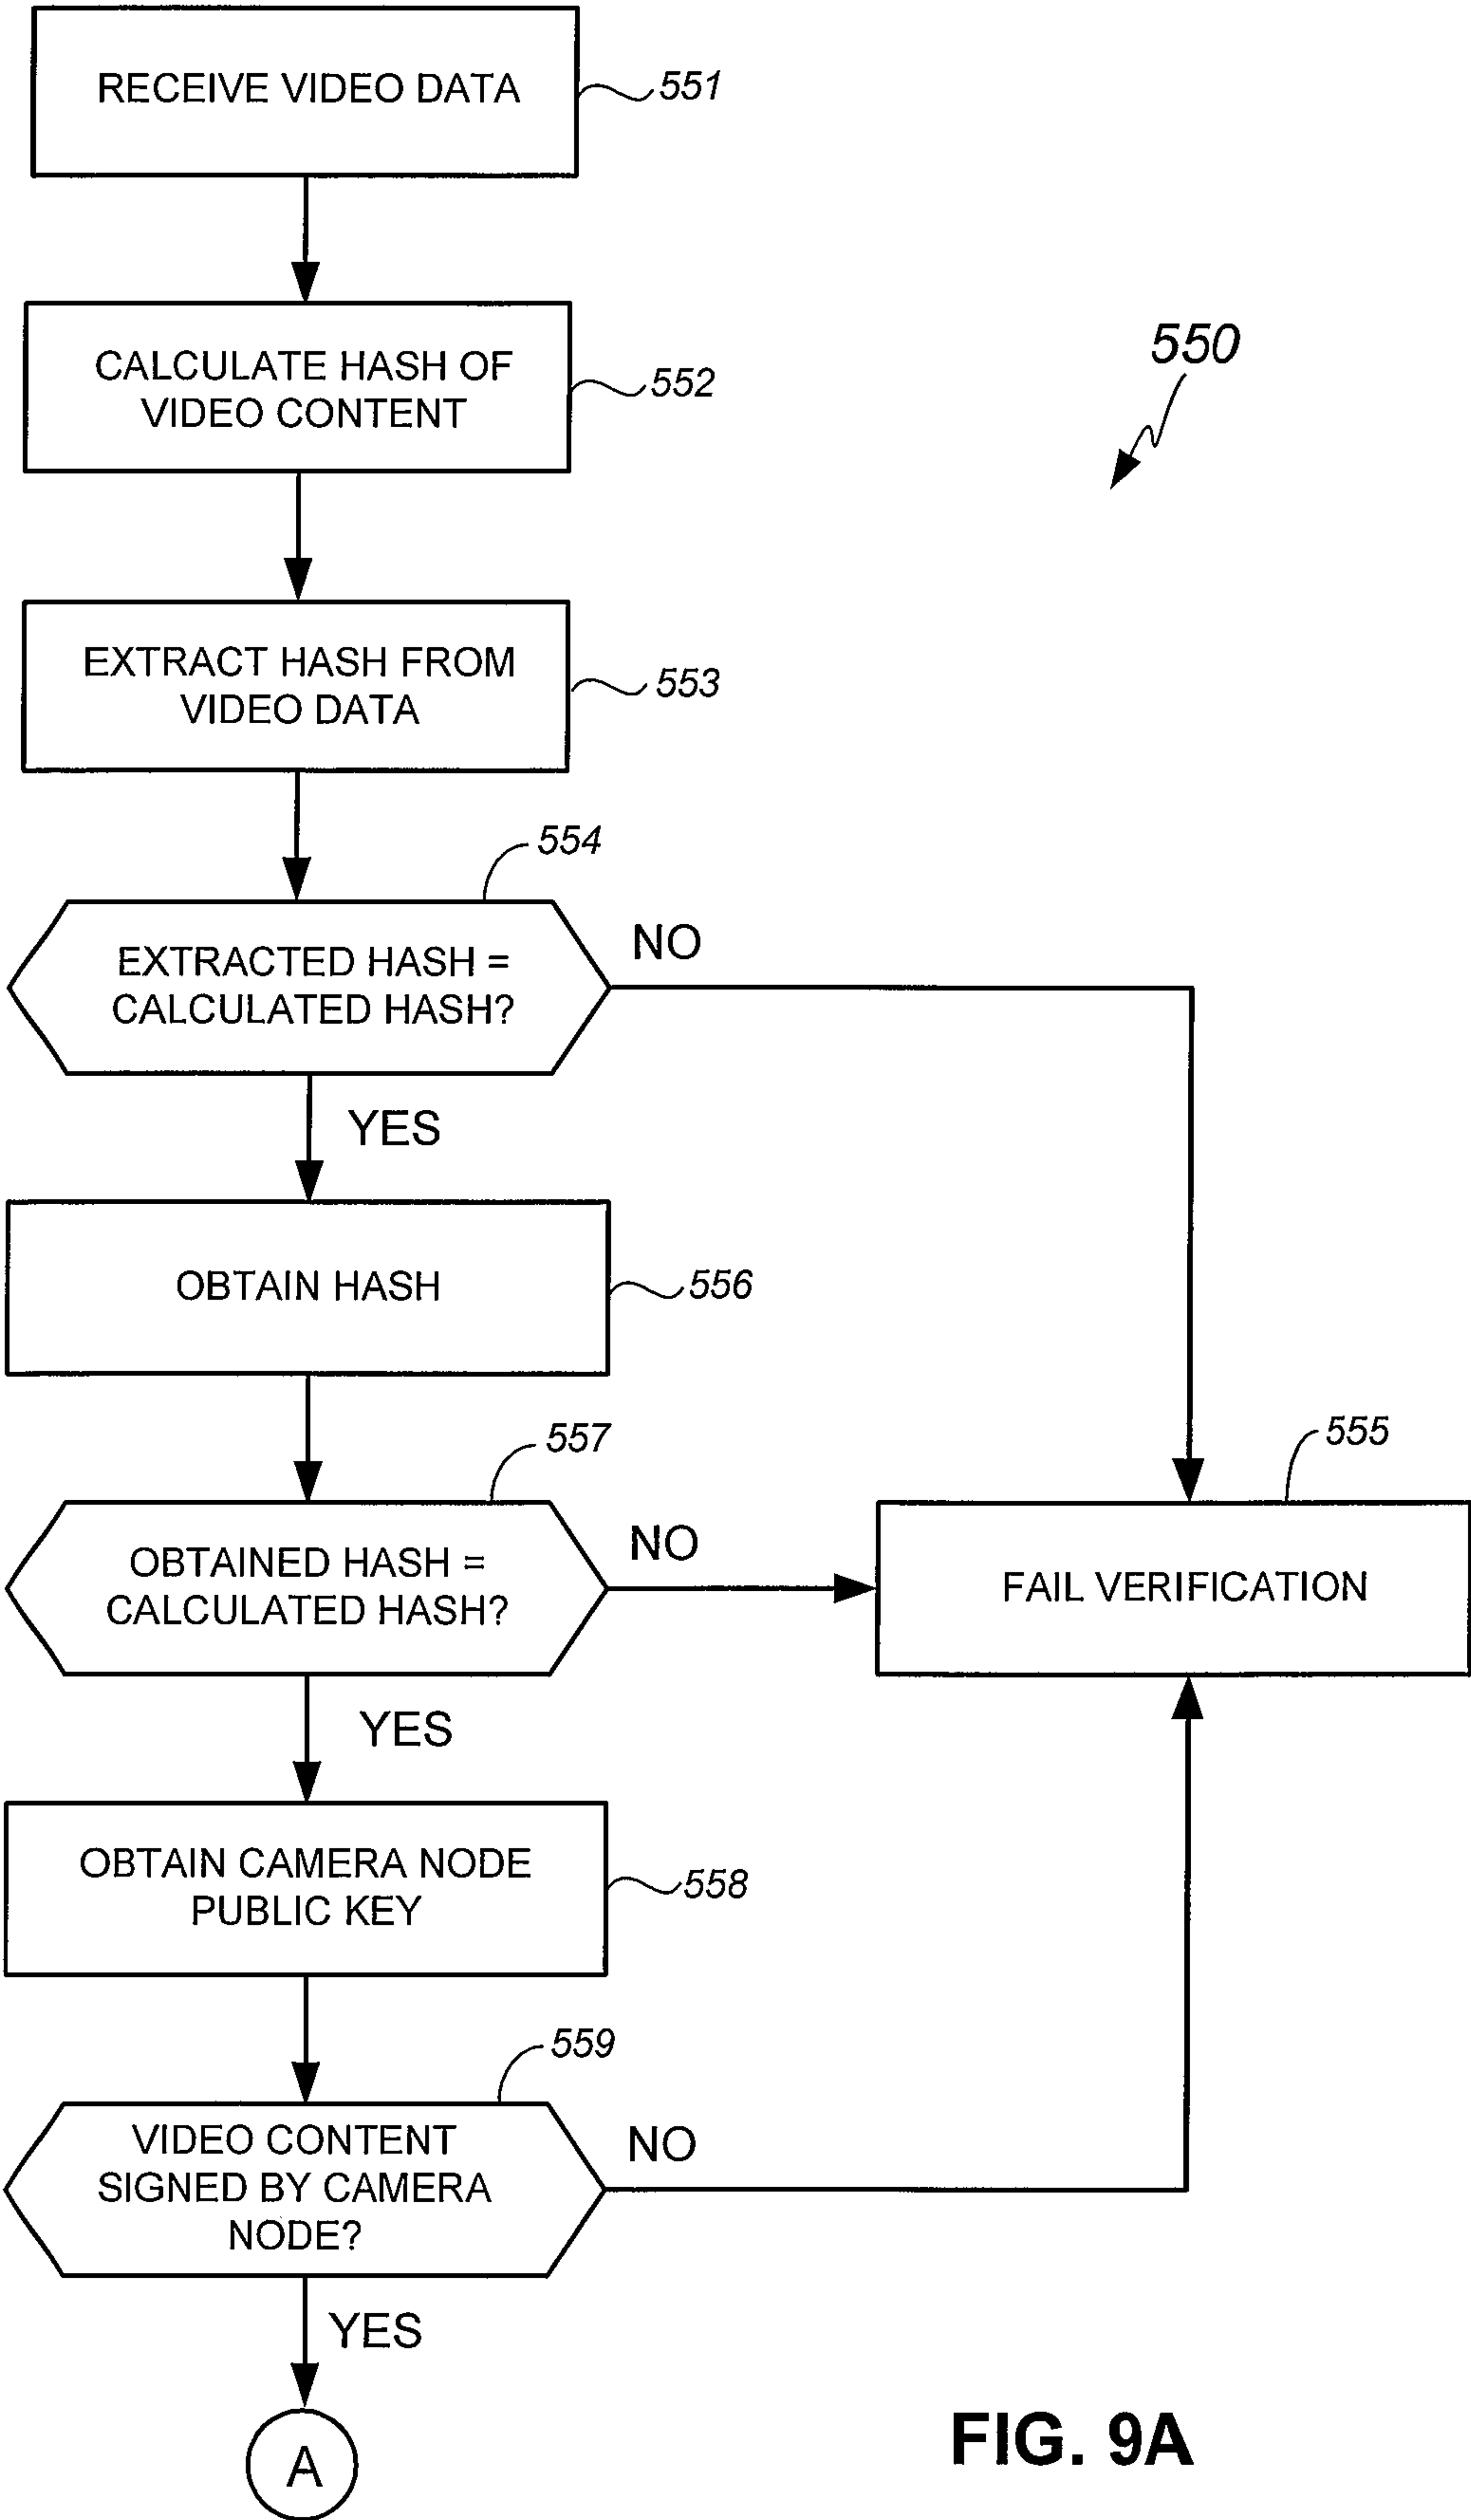 RECEIVE VIDEO DATA
551
CALCULATE HASH OF
VIDEO CONTENT
552
550
EXTRACT HASH FROM
VIDEO DATA
553
554
EXTRACTED HASH =
CALCULATED HASH?
NO
YES
OBTAIN HASH
556
557
OBTAINED HASH =
CALCULATED HASH?
NO
555
FAIL VERIFICATION
YES
OBTAIN CAMERA NODE
PUBLIC KEY
558
559
VIDEO CONTENT
SIGNED BY CAMERA
NODE?
NO
YES
A
FIG. 9A